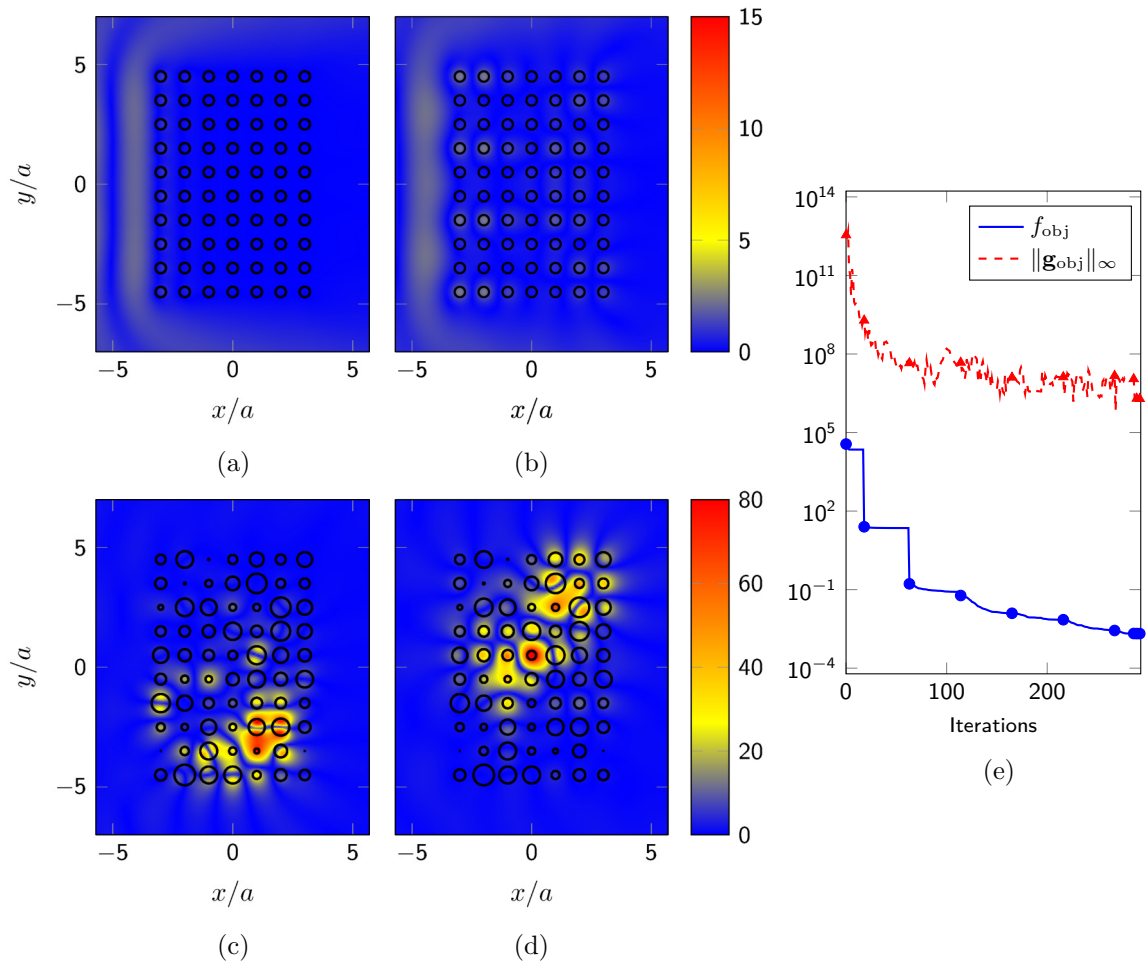 5
0
−5
y/a
−5
0
5
x/a
(a)
−5
0
5
x/a
(b)
15
10
5
0
5
0
−5
y/a
−5
0
5
x/a
(c)
−5
0
5
x/a
(d)
80
60
40
20
0
10^14
10^11
10^8
10^5
10^2
10^−1
10^−4
f_obj
‖g_obj‖_∞
0
100
200
Iterations
(e)